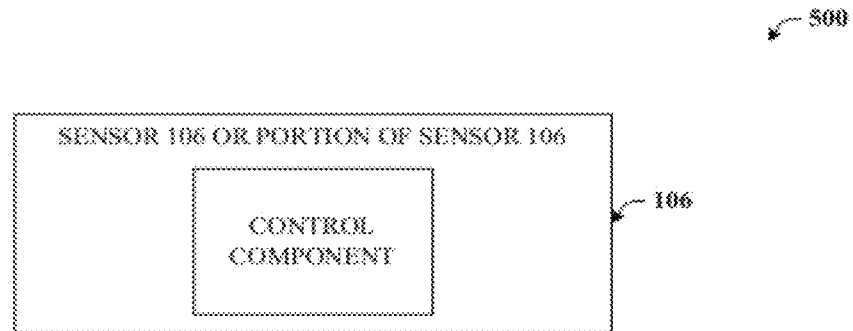 500
SENSOR 106 OR PORTION OF SENSOR 106
106
CONTROL
COMPONENT